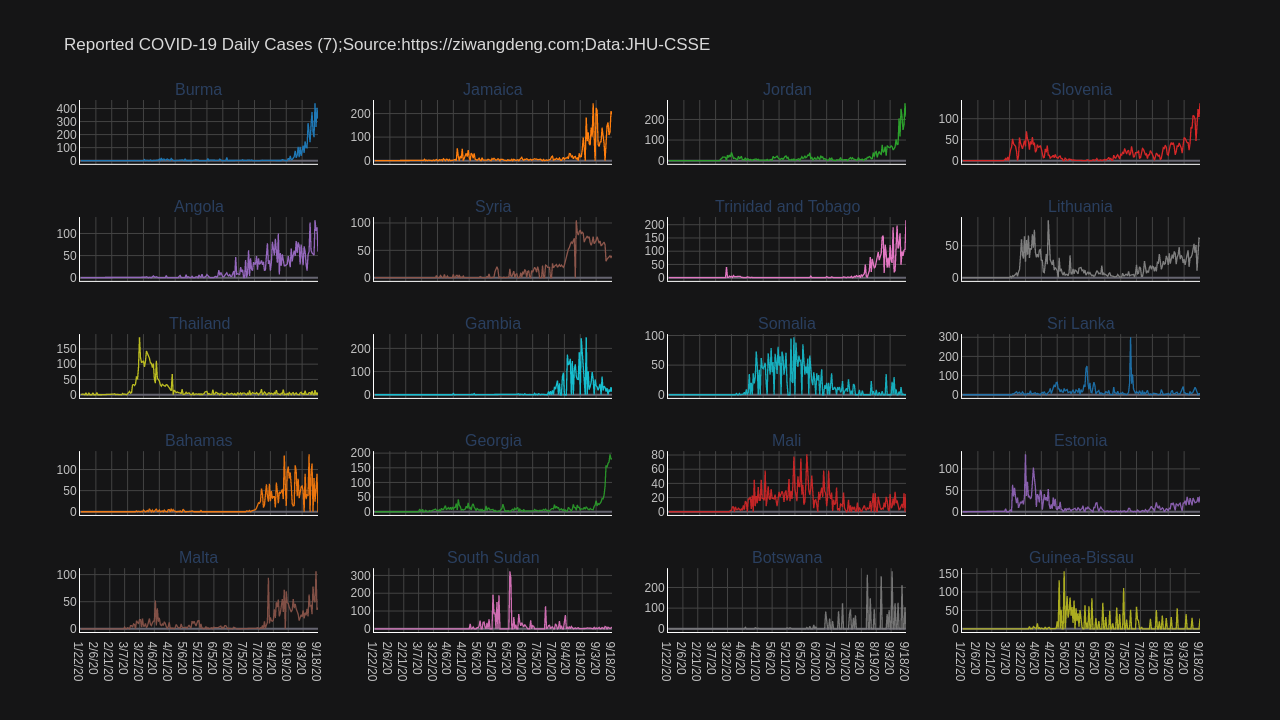 Reported COVID-19 Daily Cases (7);Source:https://ziwangdeng.com;Data:JHU-CSSE
Burma
Jamaica
Jordan
Slovenia
400
300
200
100
0
200
100
0
200
100
0
100
50
0
Angola
Syria
Trinidad and Tobago
Lithuania
100
50
0
100
50
0
200
150
100
50
0
50
0
Thailand
Gambia
Somalia
Sri Lanka
150
100
50
0
200
100
0
100
50
0
300
200
100
0
Bahamas
Georgia
Mali
Estonia
100
50
0
200
150
100
50
0
80
60
40
20
0
100
50
0
Malta
South Sudan
Botswana
Guinea-Bissau
100
50
0
300
200
100
0
200
100
0
150
100
50
0
1/22/20 2/6/20 2/21/20 3/7/20 3/22/20 4/6/20 4/21/20 5/6/20 5/21/20 6/5/20 6/20/20 7/5/20 7/20/20 8/4/20 8/19/20 9/3/20 9/18/20
1/22/20 2/6/20 2/21/20 3/7/20 3/22/20 4/6/20 4/21/20 5/6/20 5/21/20 6/5/20 6/20/20 7/5/20 7/20/20 8/4/20 8/19/20 9/3/20 9/18/20
1/22/20 2/6/20 2/21/20 3/7/20 3/22/20 4/6/20 4/21/20 5/6/20 5/21/20 6/5/20 6/20/20 7/5/20 7/20/20 8/4/20 8/19/20 9/3/20 9/18/20
1/22/20 2/6/20 2/21/20 3/7/20 3/22/20 4/6/20 4/21/20 5/6/20 5/21/20 6/5/20 6/20/20 7/5/20 7/20/20 8/4/20 8/19/20 9/3/20 9/18/20